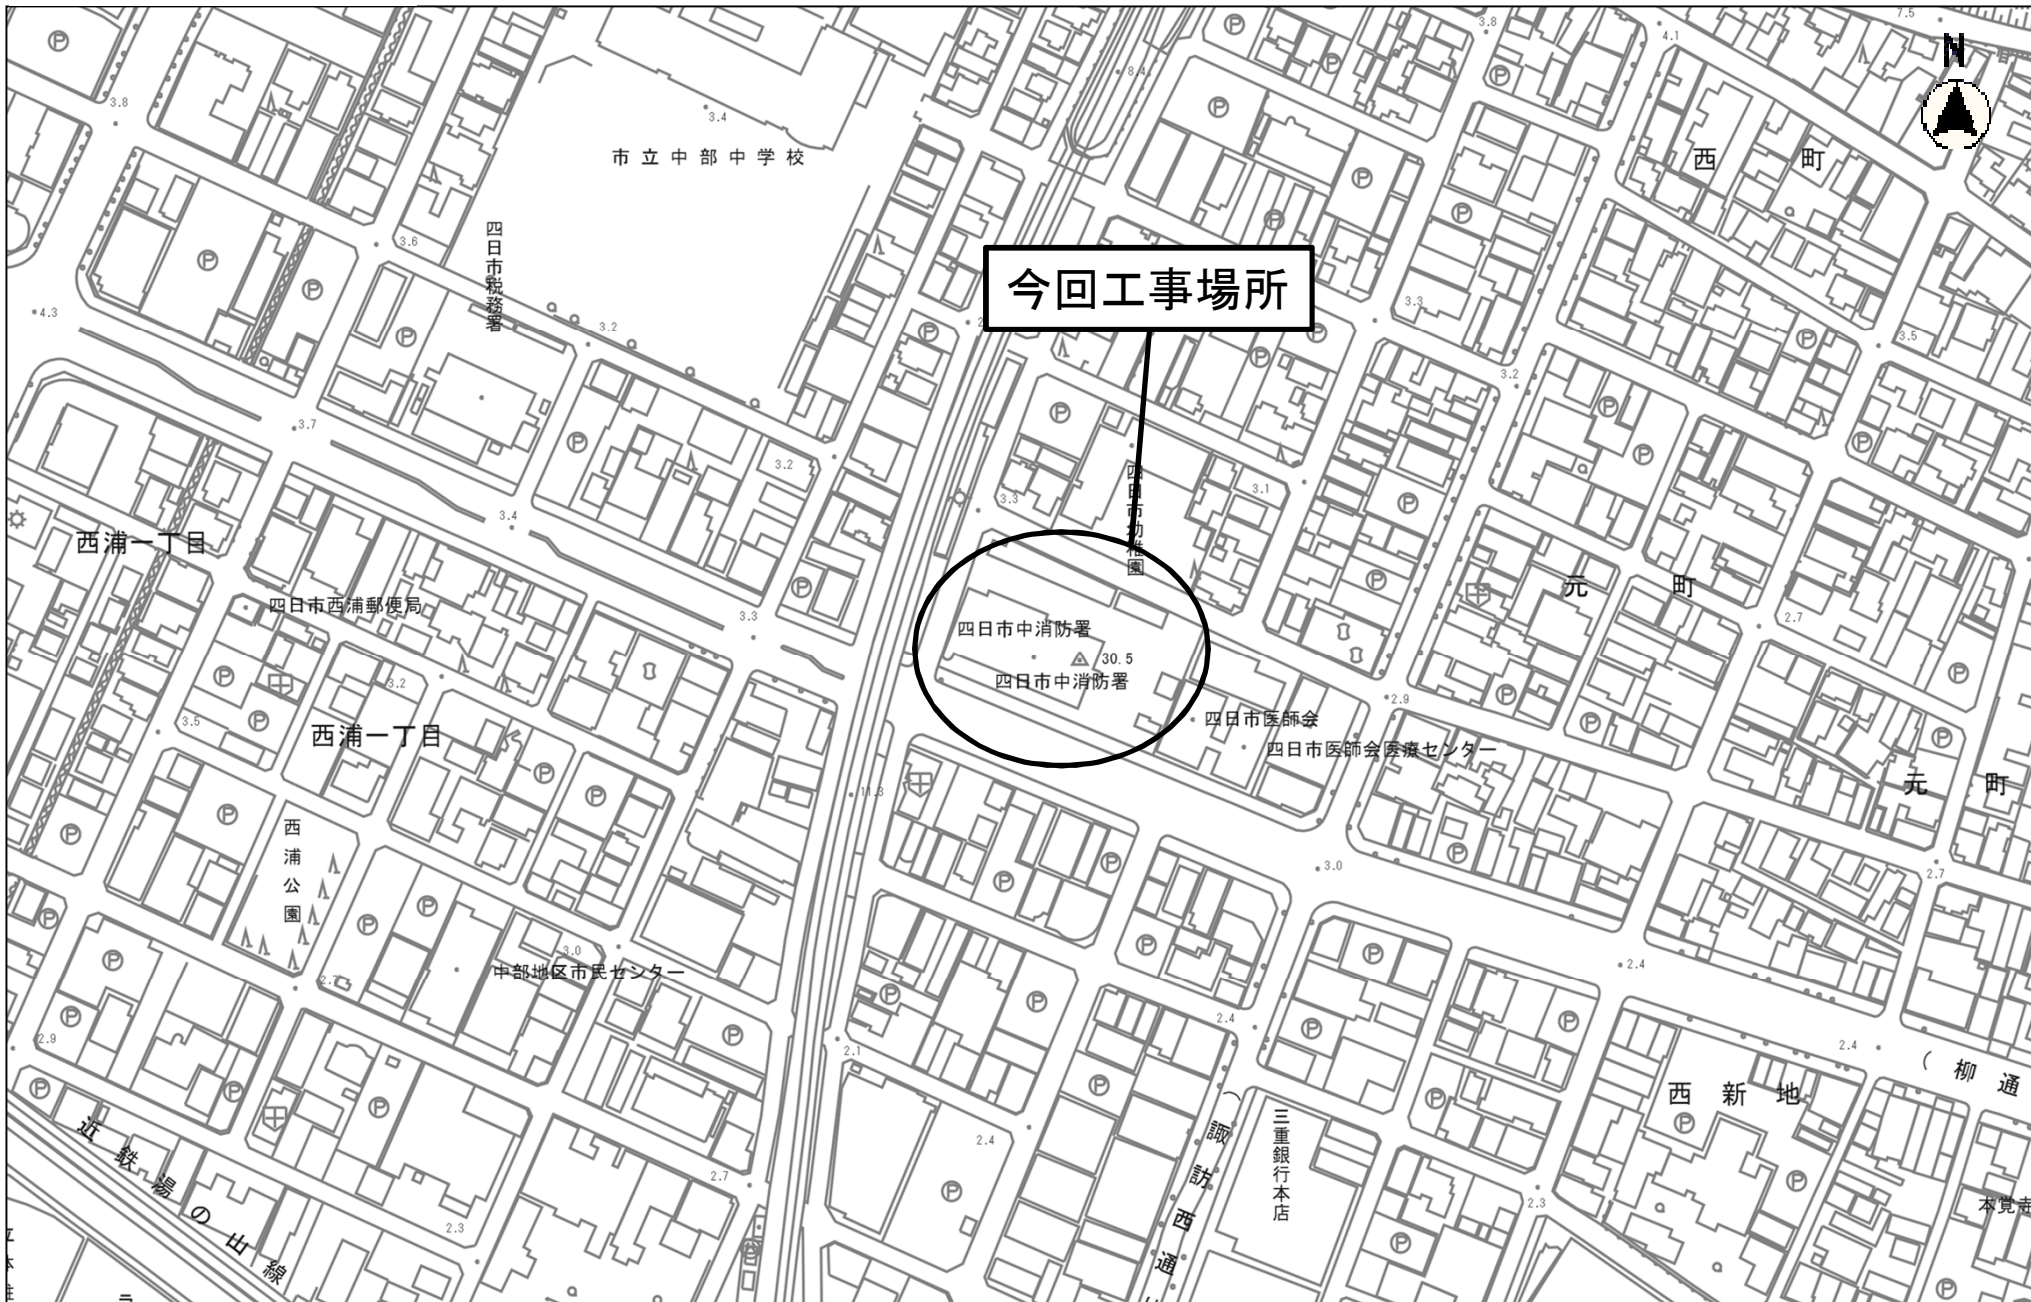 N
7.5
3.8
4.1
8.4
3.8
3.4
市立中部中学校
西町
四日市税務署
3.6
今回工事場所
4.3
3.2
3.3
3.5
3.2
3.7
3.2
3.4
3.3
四日市幼稚園
3.1
西浦一丁目
四日市西浦郵便局
3.3
四日市中消防署
30.5
四日市中消防署
元町
2.7
3.2
3.5
西浦一丁目
2.9
四日市医師会
四日市医師会医療センター
11.3
元町
西浦公園
3.0
2.7
3.0
中部地区市民センター
2.4
2.4
2.9
2.1
2.4
(柳通
西新地
2.4
近鉄湯の山線
(諏訪西通
三重銀行本店
2.7
2.3
2.3
本覚寺